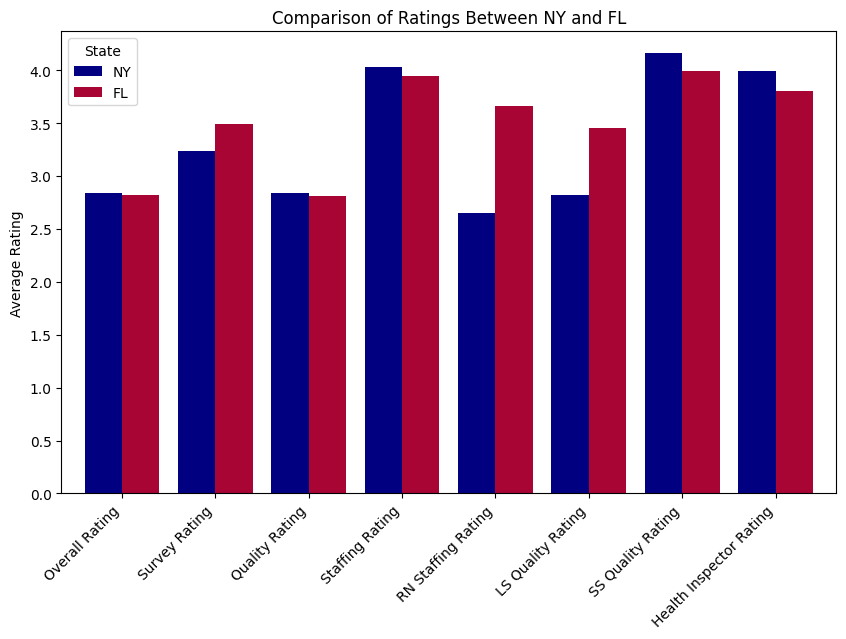 Comparison of Ratings Between NY and FL
State
NY
FL
Average Rating
4.0
3.5
3.0
2.5
2.0
1.5
1.0
0.5
0.0
Overall Rating
Survey Rating
Quality Rating
Staffing Rating
RN Staffing Rating
LS Quality Rating
SS Quality Rating
Health Inspector Rating